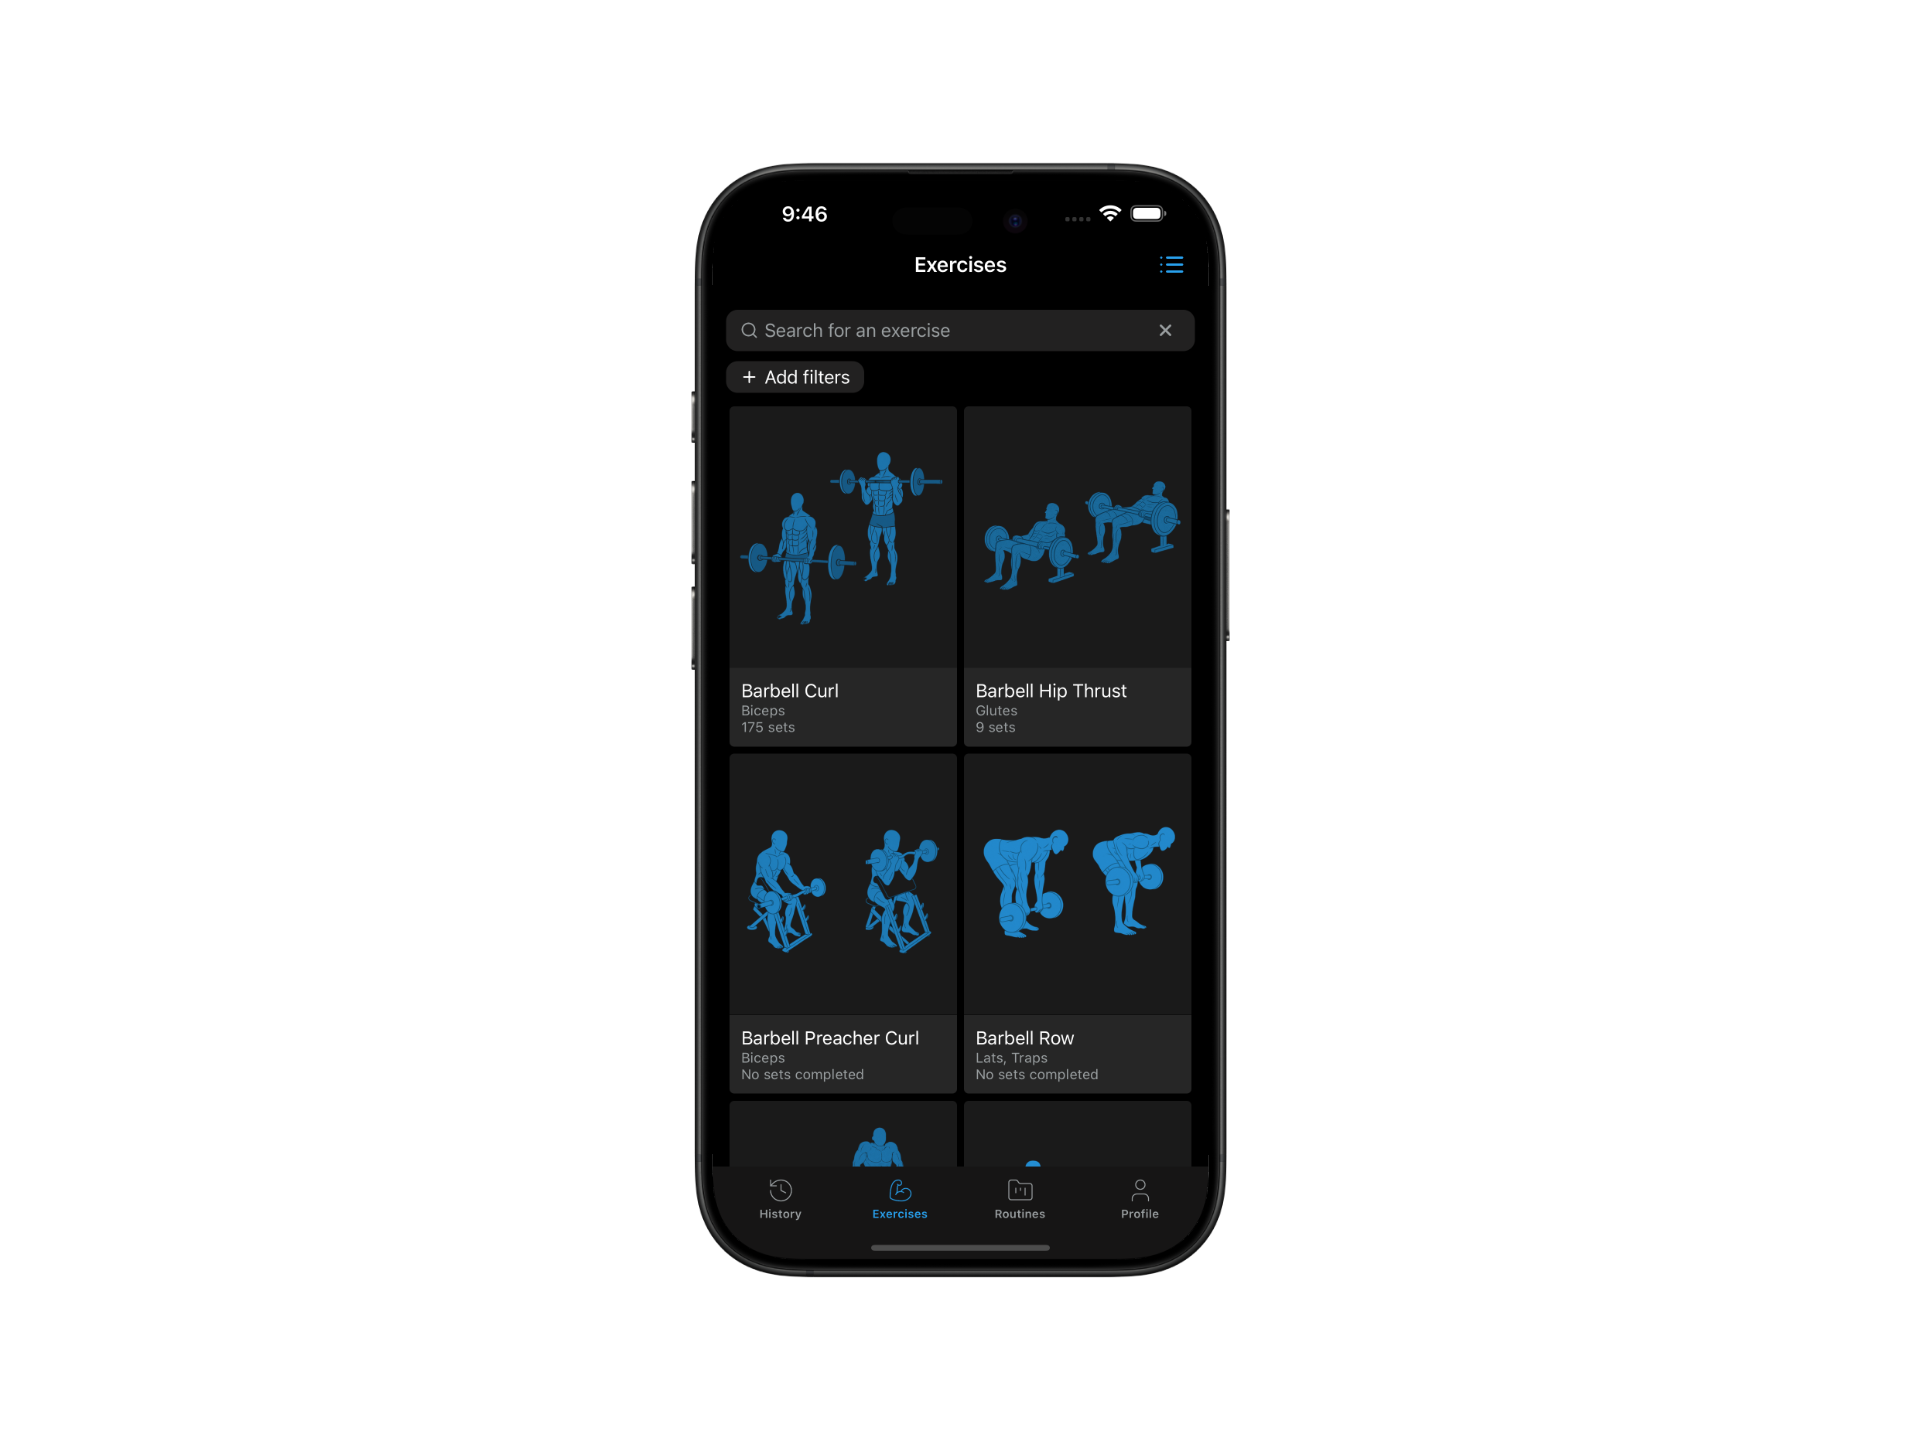 9:46
Exercises
Search for an exercise
Add filters
Barbell Curl
Biceps
175 sets
Barbell Hip Thrust
Glutes
9 sets
Barbell Preacher Curl
Biceps
No sets completed
Barbell Row
Lats, Traps
No sets completed
History
Exercises
Routines
Profile